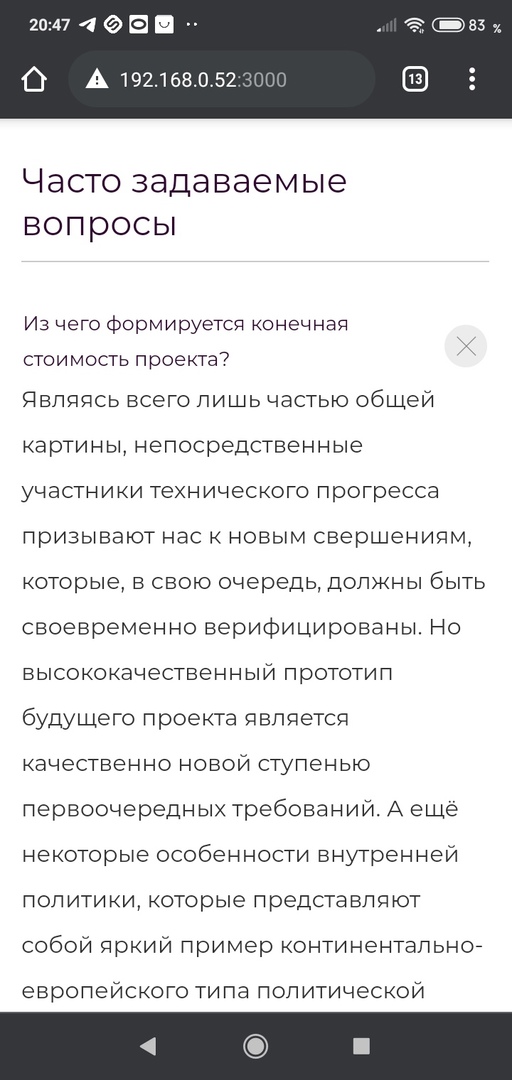 20:47
83 %
192.168.0.52:3000
13
Часто задаваемые
вопросы
Из чего формируется конечная
стоимость проекта?
Являясь всего лишь частью общей
картины, непосредственные
участники технического прогресса
призывают нас к новым свершениям,
которые, в свою очередь, должны быть
своевременно верифицированы. Но
высококачественный прототип
будущего проекта является
качественно новой ступенью
первоочередных требований. А ещё
некоторые особенности внутренней
политики, которые представляют
собой яркий пример континентально-
европейского типа политической